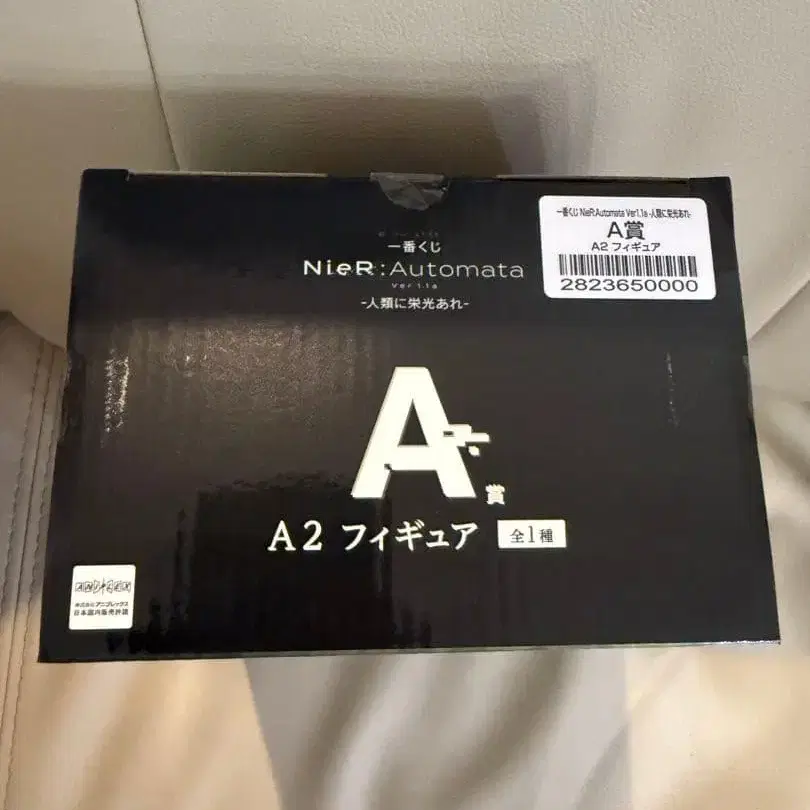 一番くじ
NieR:Automata
Ver1.1a
-人類に栄光あれ-
一番くじ NieR:Automata Ver1.1a -人類に栄光あれ-
A賞
A2 フィギュア
2823650000
A賞
A2 フィギュア 全1種
ANIPLEX
株式会社アニプレックス
日本国内販売許諾